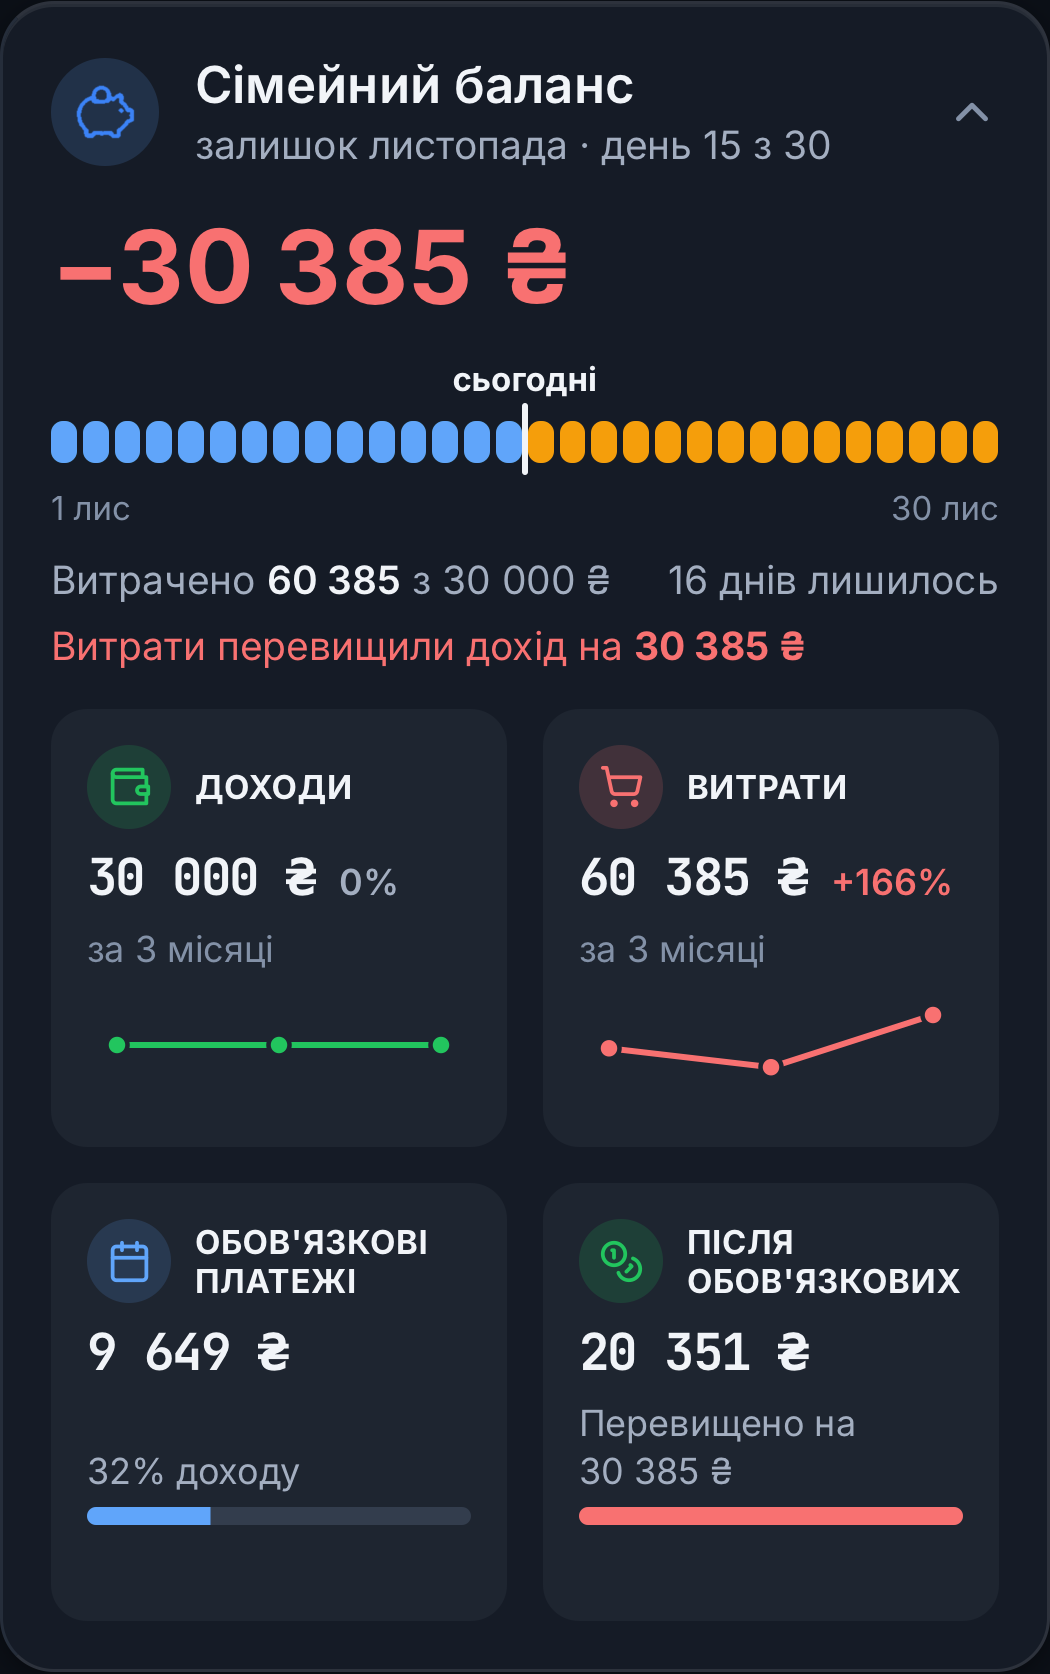 Сімейний баланс
залишок листопада · день 15 з 30
−30 385 ₴
сьогодні
1 лис
30 лис
Витрачено 60 385 з 30 000 ₴
16 днів лишилось
Витрати перевищили дохід на 30 385 ₴
ДОХОДИ
30 000 ₴ 0%
за 3 місяці
ВИТРАТИ
60 385 ₴ +166%
за 3 місяці
ОБОВ'ЯЗКОВІ
ПЛАТЕЖІ
9 649 ₴
32% доходу
ПІСЛЯ
ОБОВ'ЯЗКОВИХ
20 351 ₴
Перевищено на
30 385 ₴